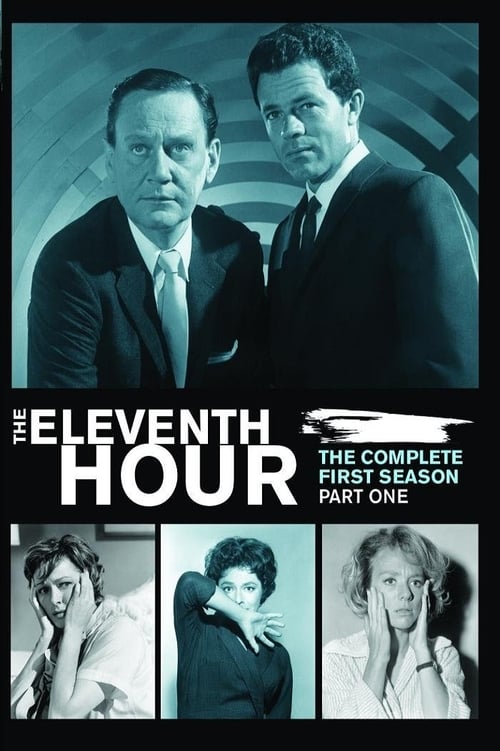 THE ELEVENTH
HOUR
THE COMPLETE
FIRST SEASON
PART ONE